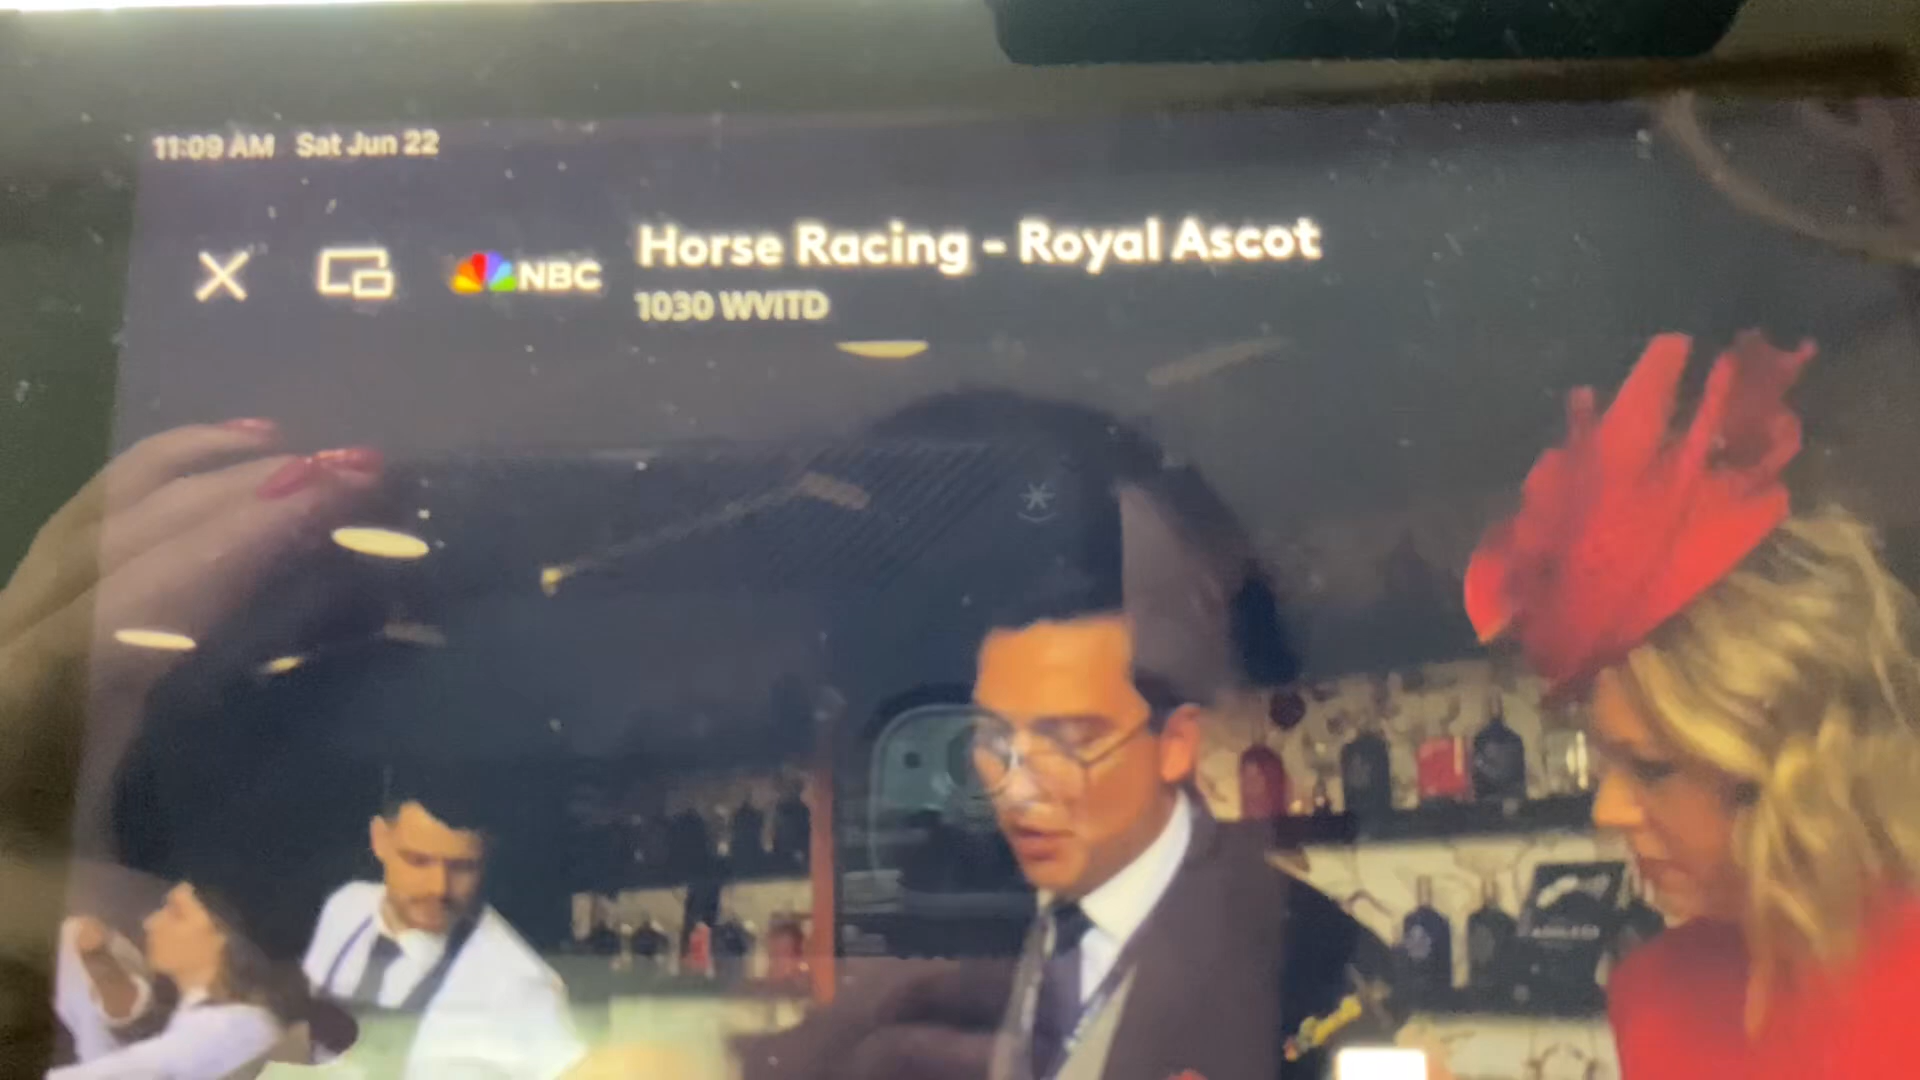 11:09 AM Sat Jun 22
NBC
Horse Racing - Royal Ascot
1030 WVITD